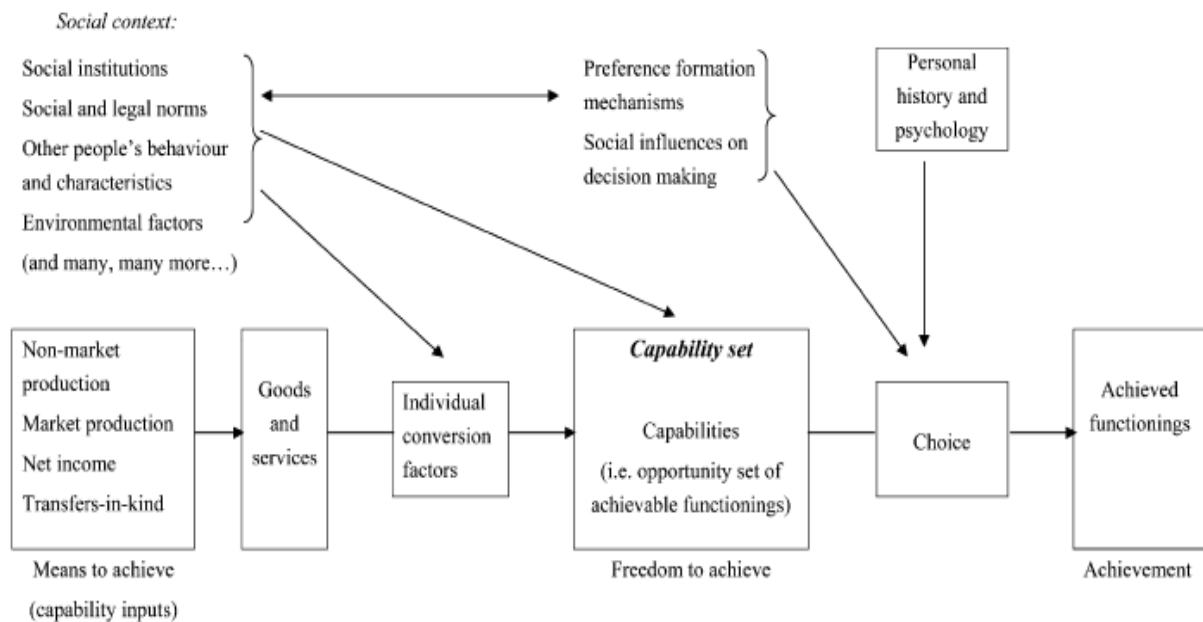 Social context:
Social institutions
Social and legal norms
Other people's behaviour
and characteristics
Environmental factors
(and many, many more…)
Preference formation
mechanisms
Social influences on
decision making
Personal
history and
psychology
Non-market
production
Market production
Net income
Transfers-in-kind
Goods
and
services
Individual
conversion
factors
Capability set
Capabilities
(i.e. opportunity set of
achievable functionings)
Choice
Achieved
functionings
Means to achieve
(capability inputs)
Freedom to achieve
Achievement